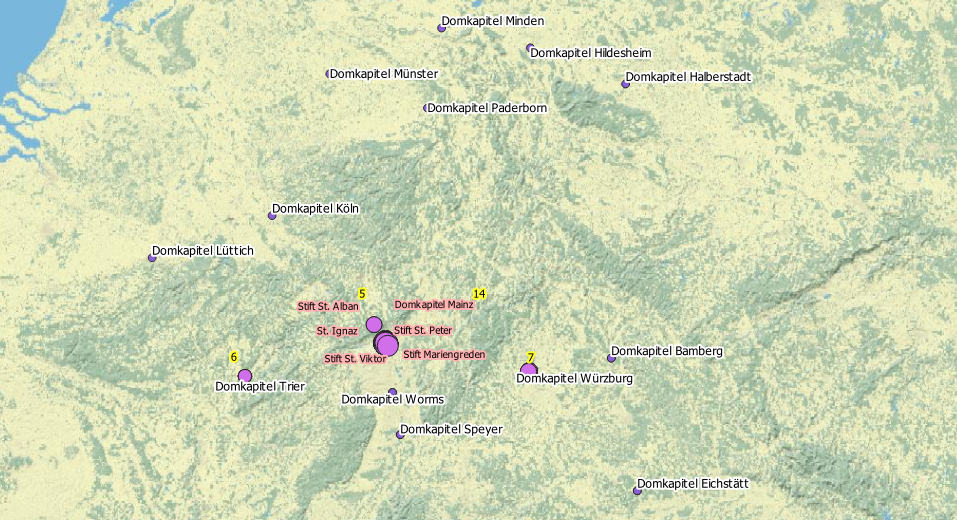 Domkapitel Minden
Domkapitel Hildesheim
Domkapitel Münster
Domkapitel Halberstadt
Domkapitel Paderborn
Domkapitel Köln
Domkapitel Lüttich
5
14
Stift St. Alban
Domkapitel Mainz
St. Ignaz
Stift St. Peter
Stift St. Viktor
Stift Mariengreden
6
7
Domkapitel Bamberg
Domkapitel Trier
Domkapitel Würzburg
Domkapitel Worms
Domkapitel Speyer
Domkapitel Eichstätt